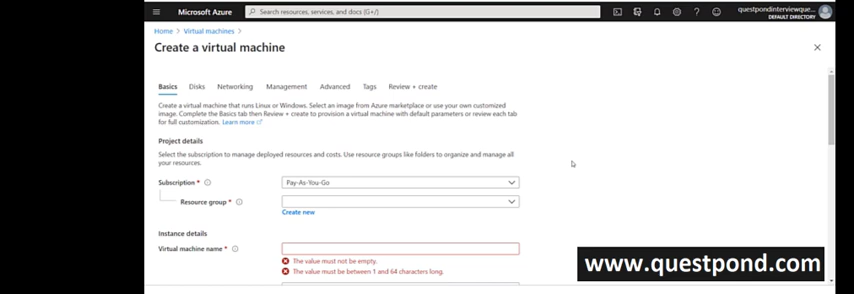 Microsoft Azure
Search resources, services, and docs (G+/)
questpondinterviewque...
DEFAULT DIRECTORY
Home > Virtual machines >
Create a virtual machine
Basics Disks Networking Management Advanced Tags Review + create
Create a virtual machine that runs Linux or Windows. Select an image from Azure marketplace or use your own customized
image. Complete the Basics tab then Review + create to provision a virtual machine with default parameters or review each tab
for full customization. Learn more
Project details
Select the subscription to manage deployed resources and costs. Use resource groups like folders to organize and manage all
your resources.
Subscription *
Pay-As-You-Go
Resource group *
Create new
Instance details
Virtual machine name *
The value must not be empty.
The value must be between 1 and 64 characters long.
www.questpond.com